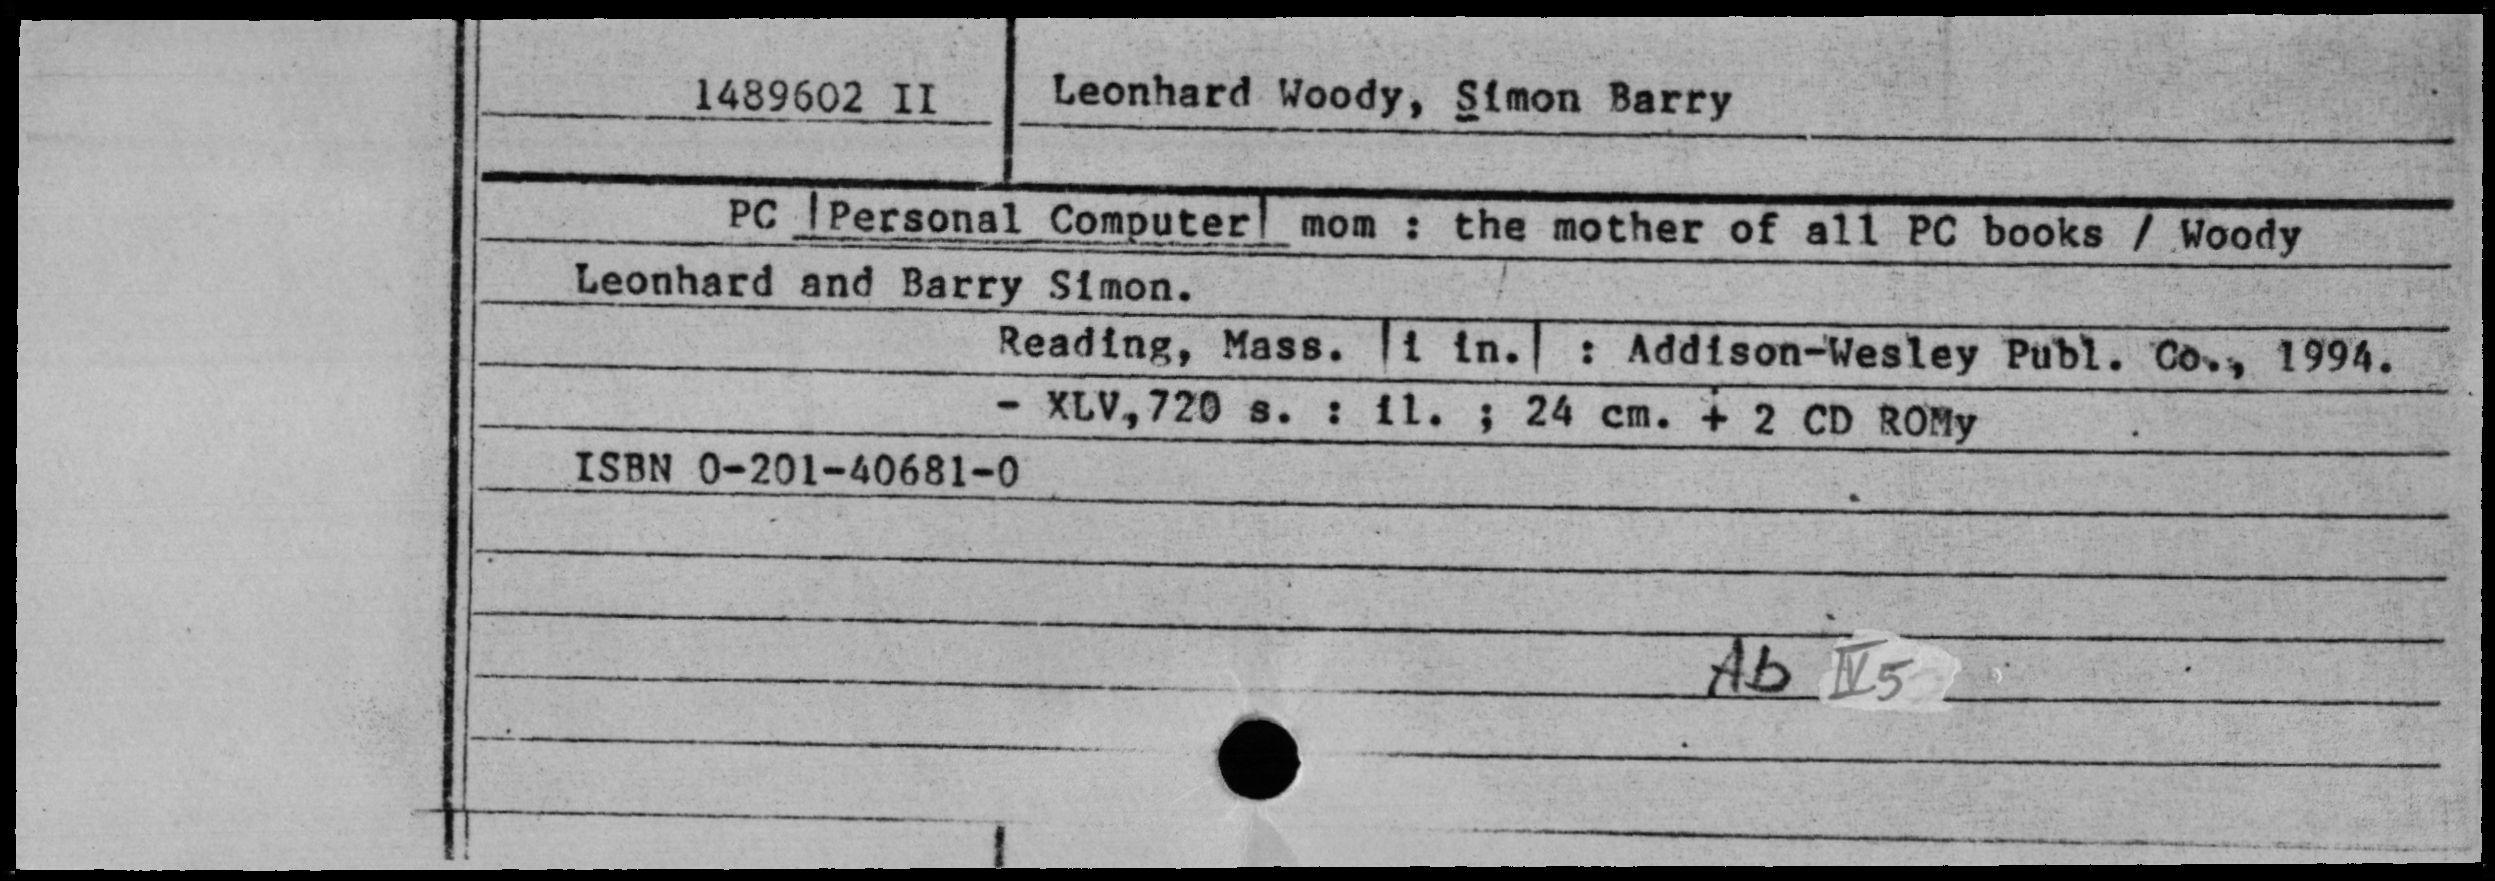 1489602 II
Leonhard Woody, Simon Barry
PC |Personal Computer| mom : the mother of all PC books / Woody
Leonhard and Barry Simon.
Reading, Mass. |i in.| : Addison-Wesley Publ. Co., 1994.
- XLV,720 s. : il. ; 24 cm. + 2 CD ROMy
ISBN 0-201-40681-0
Ab IV 5